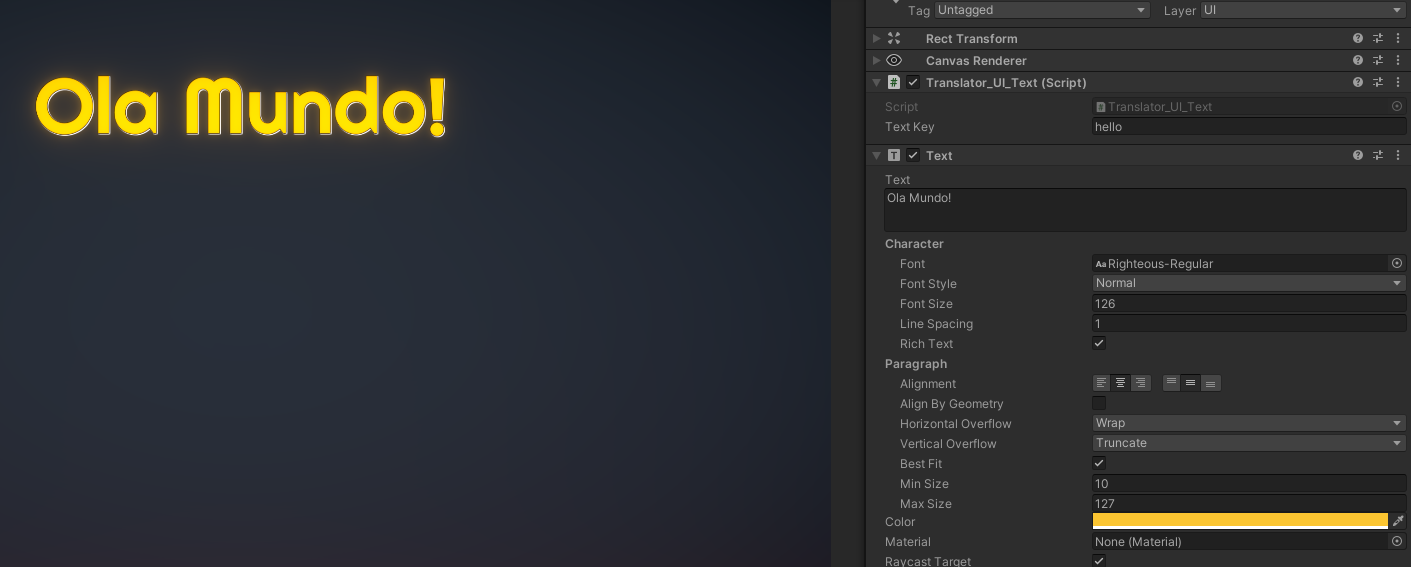 Ola Mundo!
Tag Untagged Layer UI
Rect Transform
Canvas Renderer
# Translator_UI_Text (Script)
Script # Translator_UI_Text
Text Key hello
T Text
Text
Ola Mundo!
Character
Font Aa Righteous-Regular
Font Style Normal
Font Size 126
Line Spacing 1
Rich Text
Paragraph
Alignment
Align By Geometry
Horizontal Overflow Wrap
Vertical Overflow Truncate
Best Fit
Min Size 10
Max Size 127
Color
Material None (Material)
Raycast Target